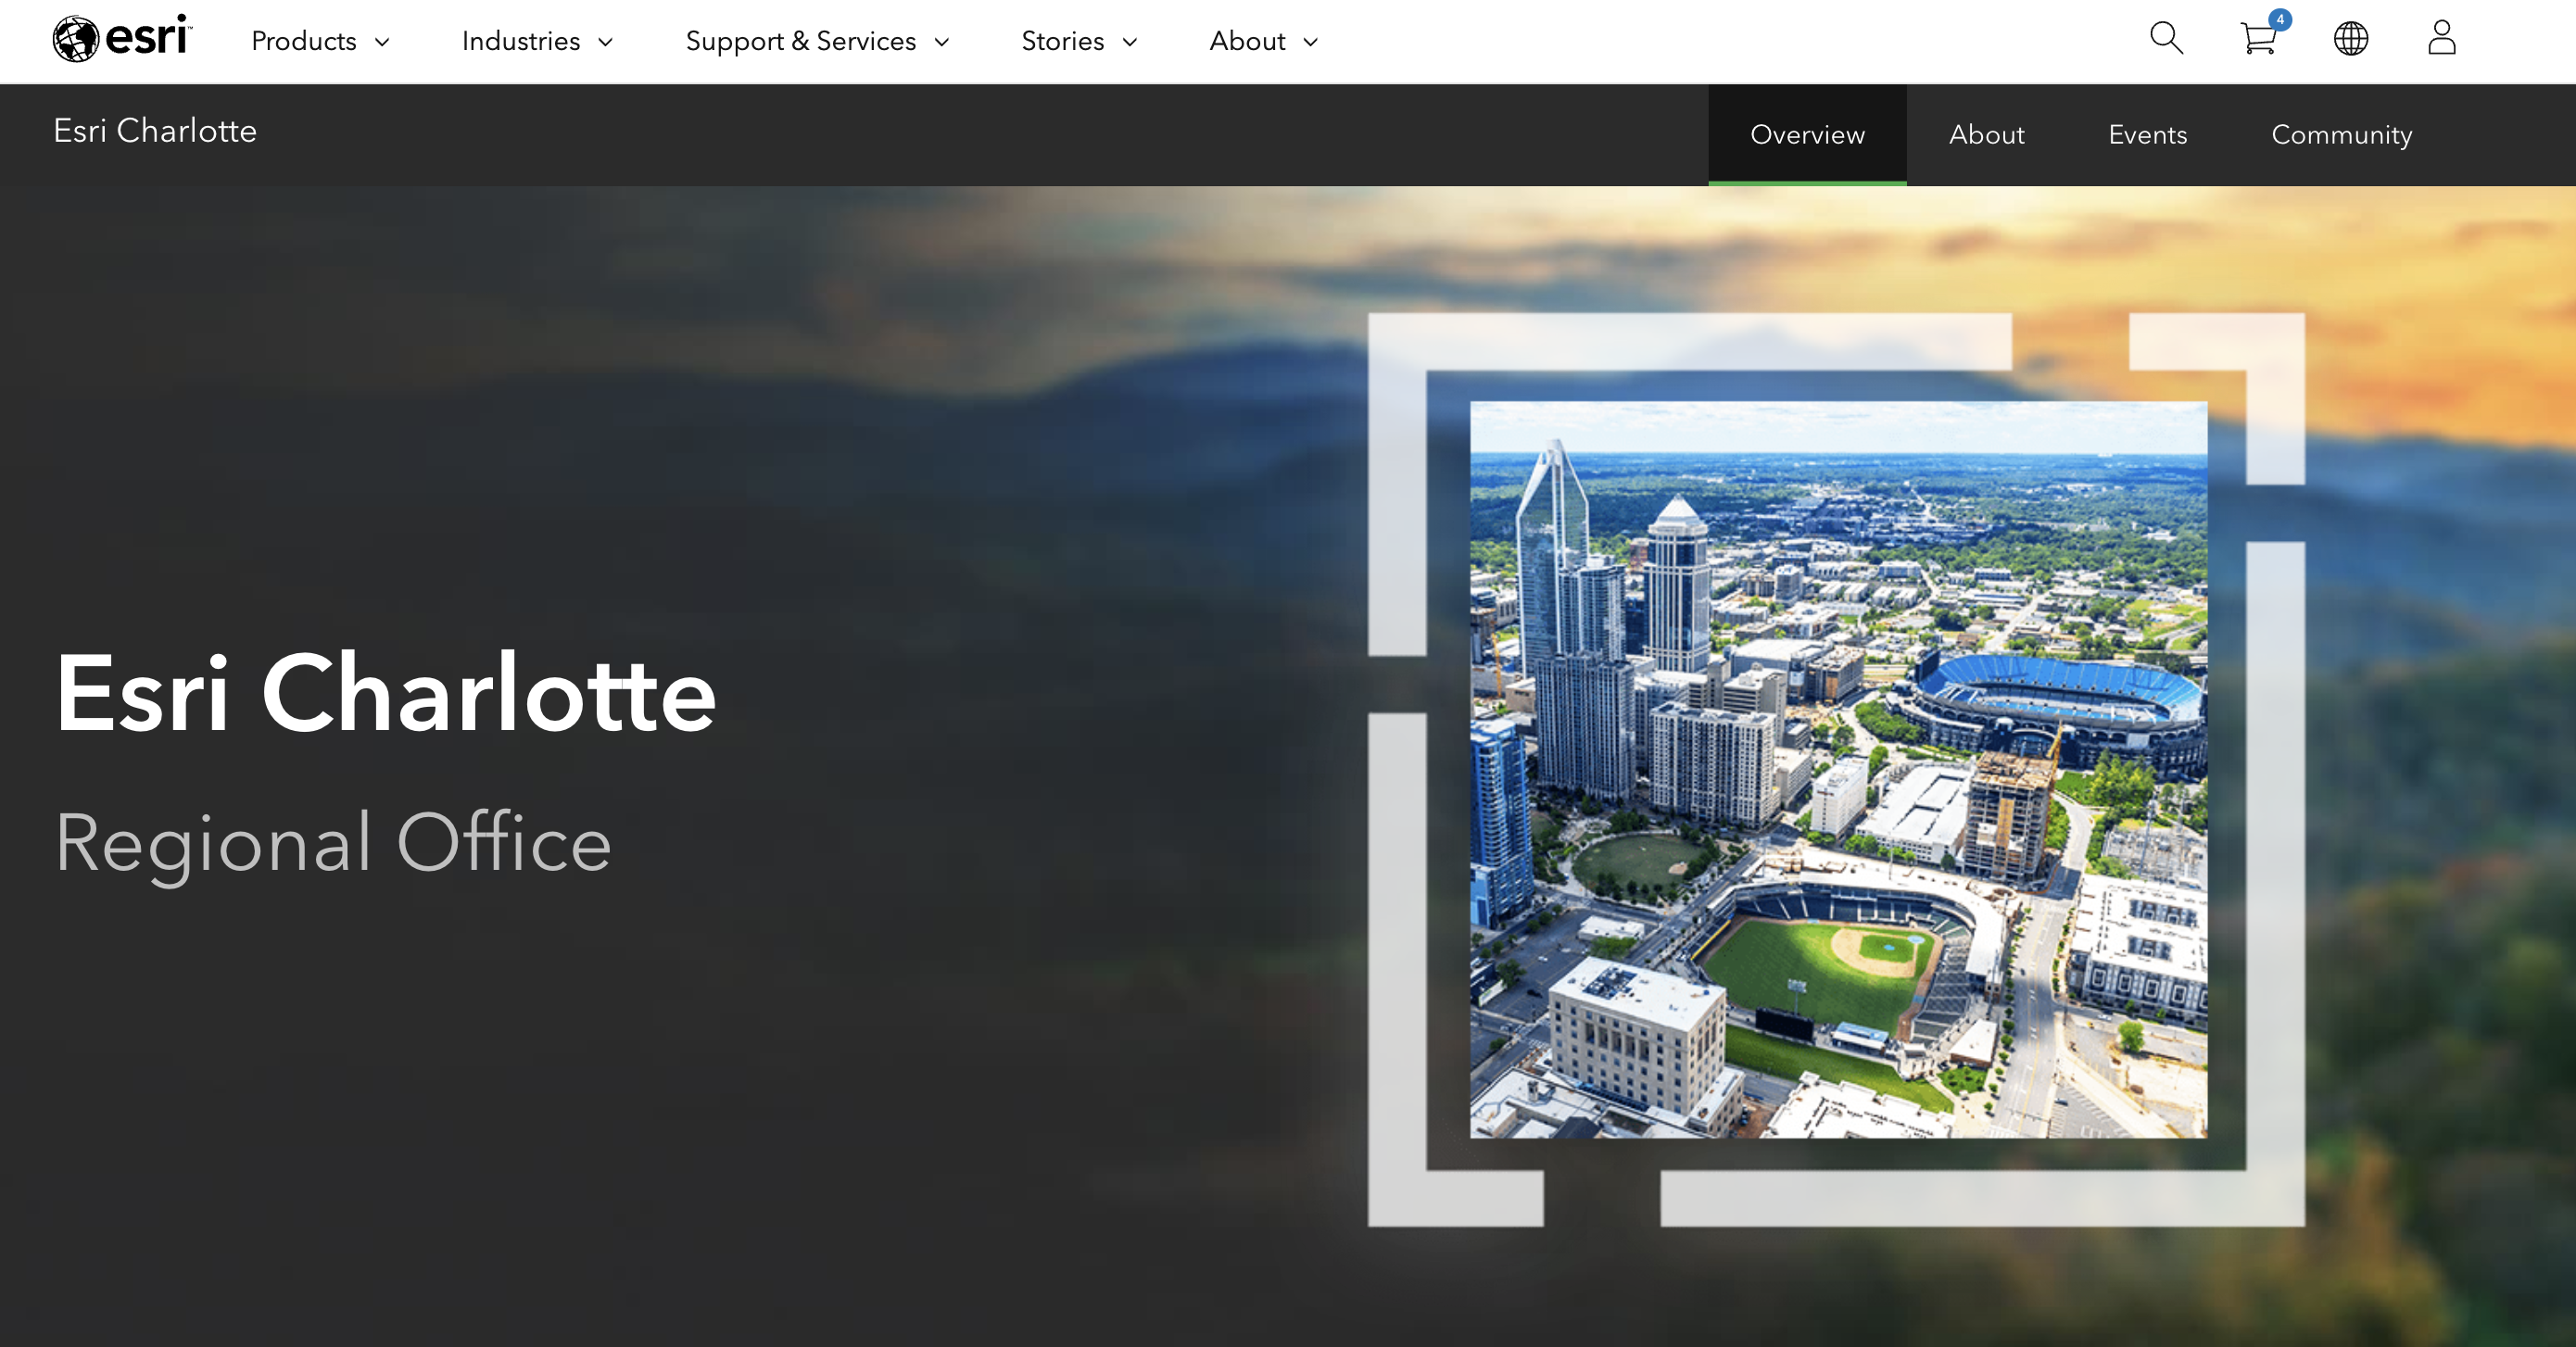 esri
Products
Industries
Support & Services
Stories
About
4
Esri Charlotte
Overview
About
Events
Community
Esri Charlotte
Regional Office